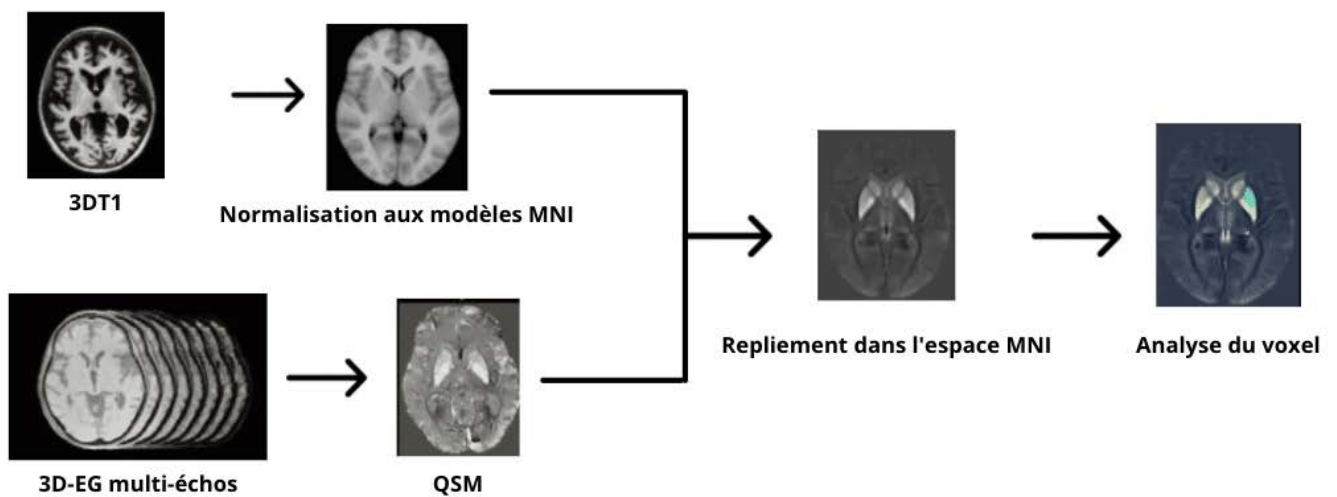 3DT1
Normalisation aux modèles MNI
3D-EG multi-échos
QSM
Repliement dans l'espace MNI
Analyse du voxel